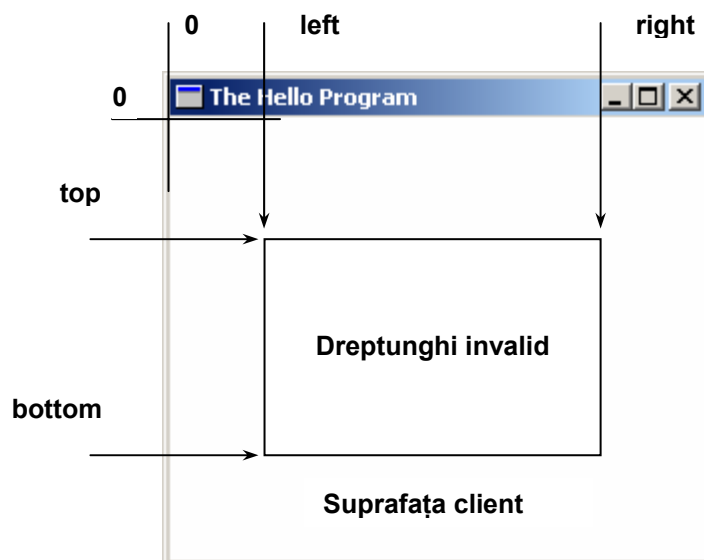 0 left right
0 The Hello Program
top
Dreptunghi invalid
bottom
Suprafața client